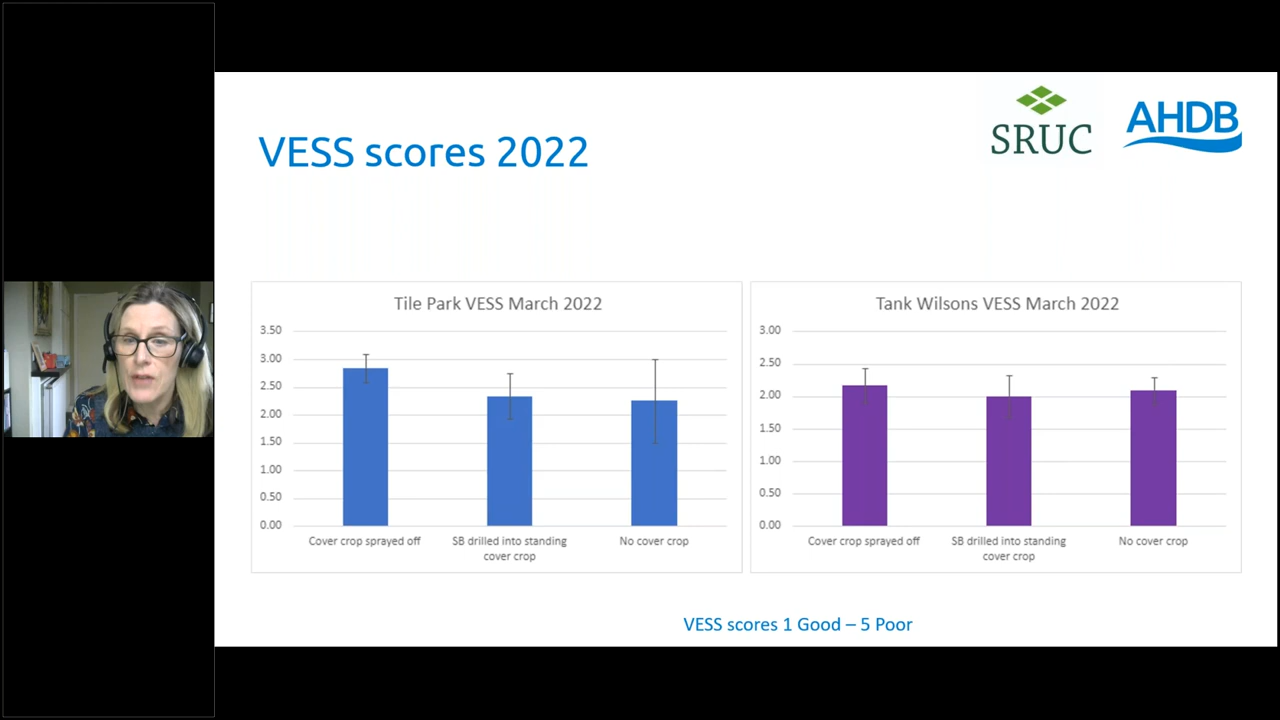 VESS scores 2022
SRUC
AHDB
Tile Park VESS March 2022
3.50
3.00
2.50
2.00
1.50
1.00
0.50
0.00
Cover crop sprayed off
SB drilled into standing
cover crop
No cover crop
Tank Wilsons VESS March 2022
3.00
2.50
2.00
1.50
1.00
0.50
0.00
Cover crop sprayed off
SB drilled into standing
cover crop
No cover crop
VESS scores 1 Good – 5 Poor